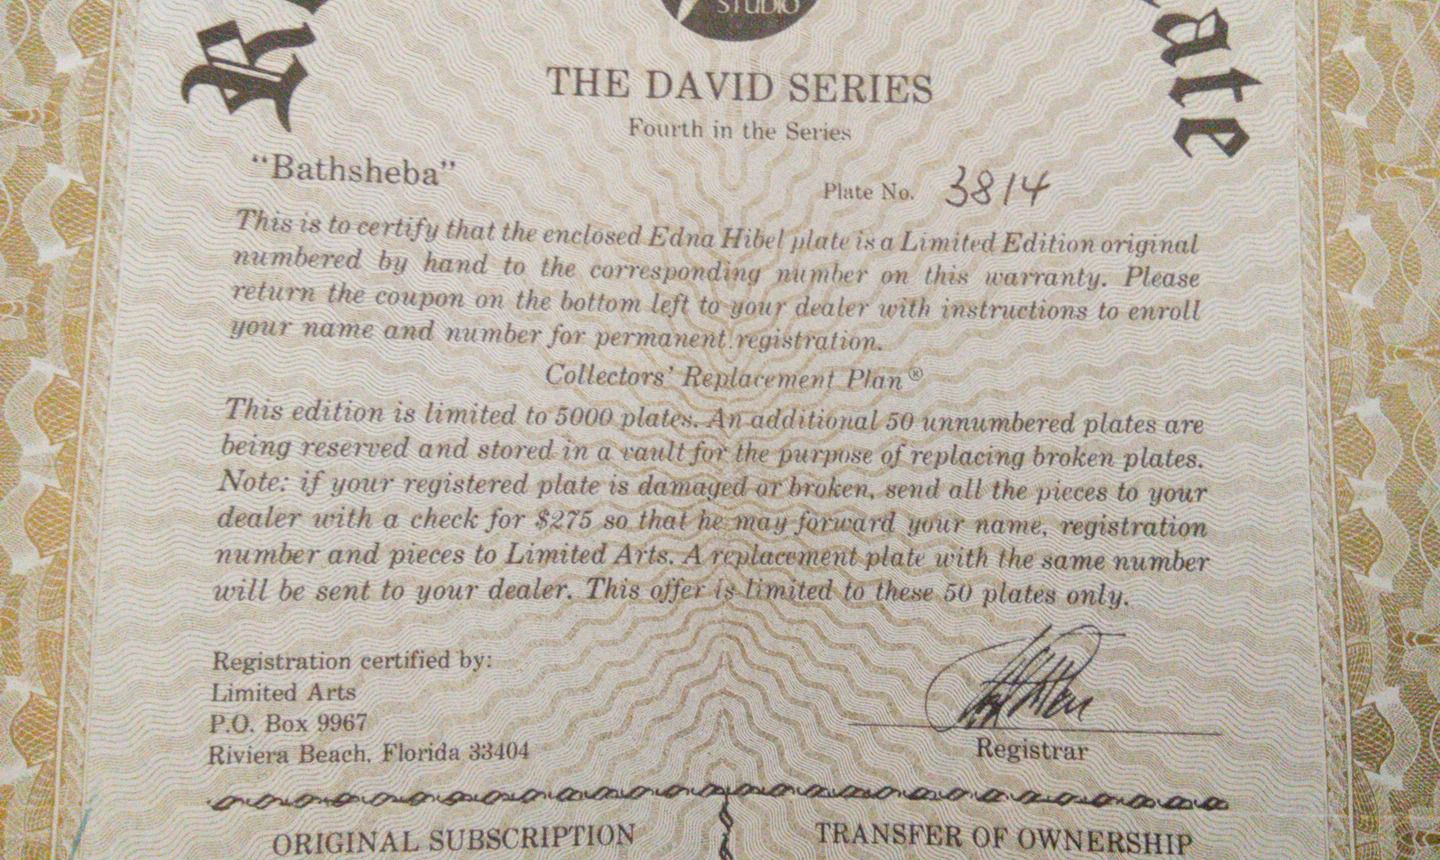 STUDIO
THE DAVID SERIES
Fourth in the Series
"Bathsheba"
Plate No. 3814
This is to certify that the enclosed Edna Hibel plate is a Limited Edition original
numbered by hand to the corresponding number on this warranty. Please
return the coupon on the bottom left to your dealer with instructions to enroll
your name and number for permanent registration.
Collectors' Replacement Plan®
This edition is limited to 5000 plates. An additional 50 unnumbered plates are
being reserved and stored in a vault for the purpose of replacing broken plates.
Note: if your registered plate is damaged or broken, send all the pieces to your
dealer with a check for $275 so that he may forward your name, registration
number and pieces to Limited Arts. A replacement plate with the same number
will be sent to your dealer. This offer is limited to these 50 plates only.
Registration certified by:
Limited Arts
P.O. Box 9967
Riviera Beach, Florida 33404
Registrar
ORIGINAL SUBSCRIPTION
TRANSFER OF OWNERSHIP